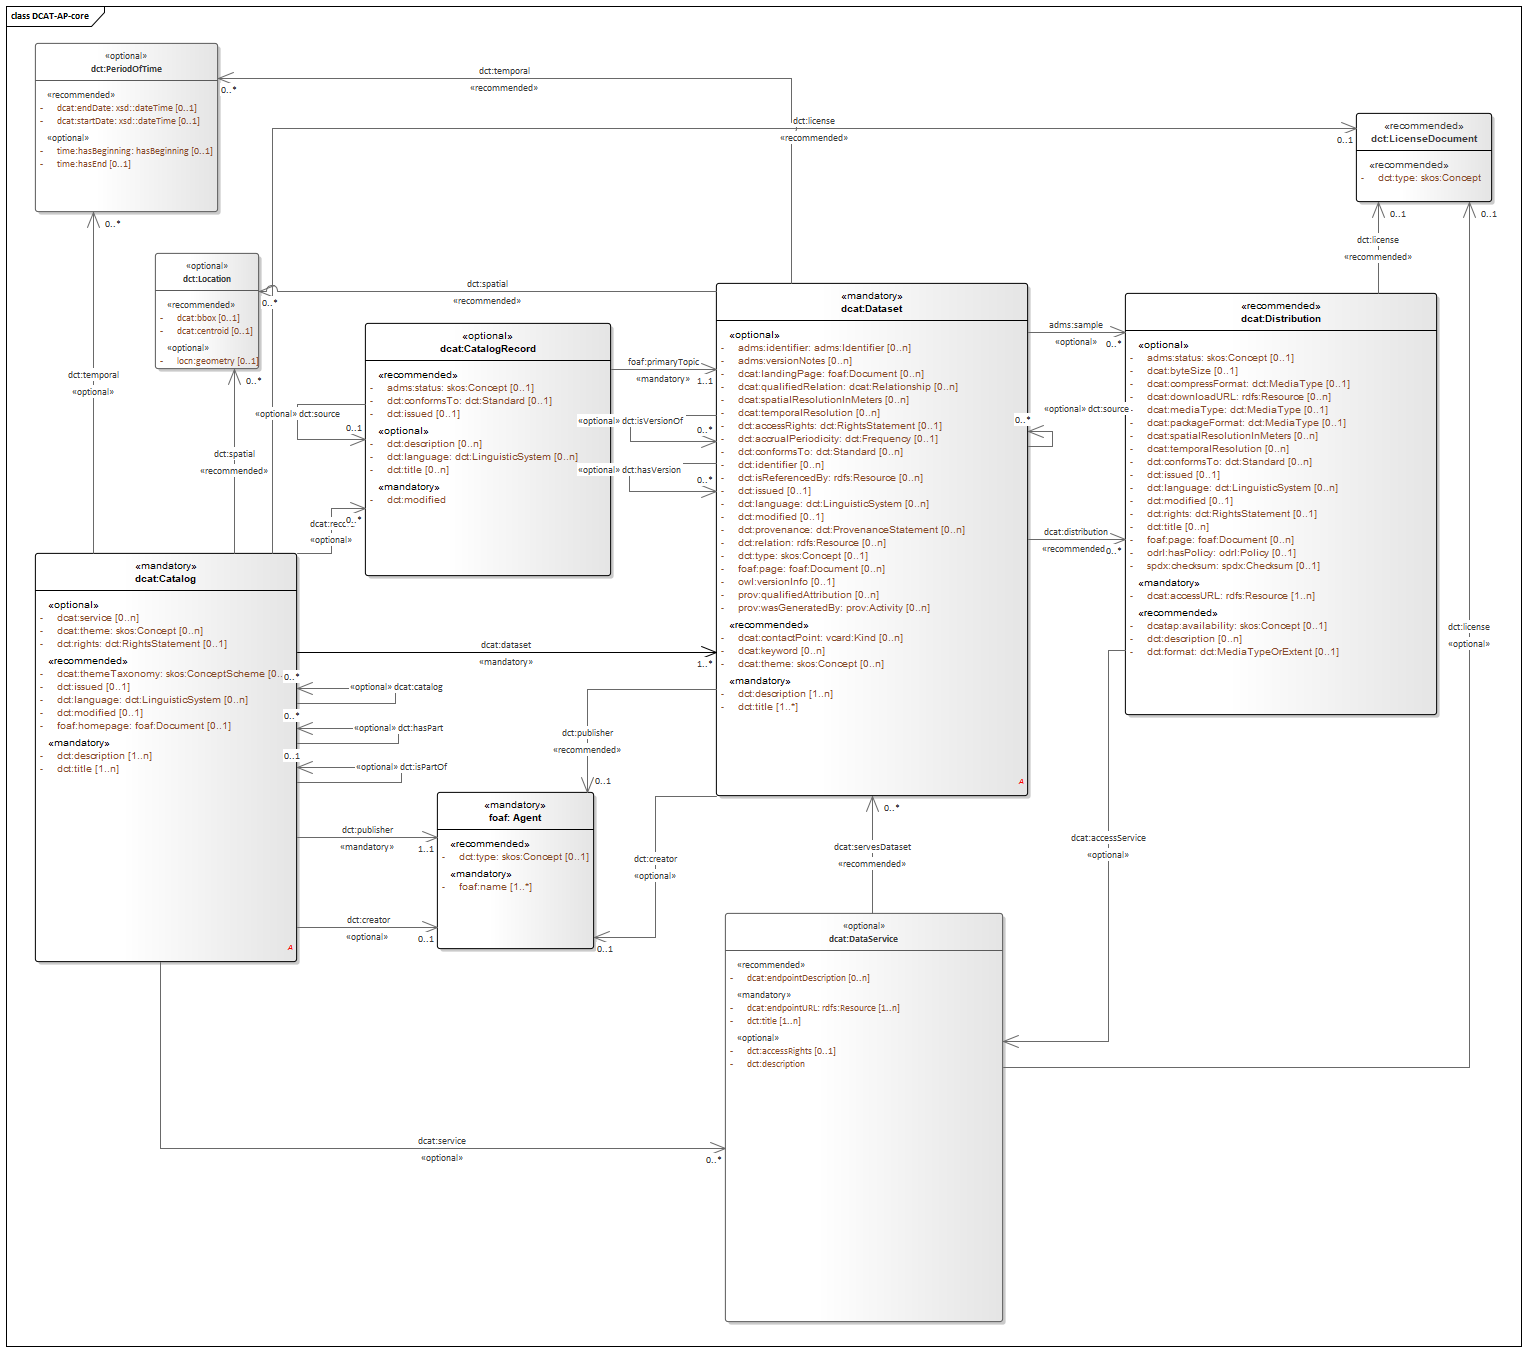 class DCAT-AP-core
«optional»
dct:PeriodOfTime
«recommended»
- dcat:endDate: xsd::dateTime [0..1]
- dcat:startDate: xsd::dateTime [0..1]
«optional»
- time:hasBeginning: hasBeginning [0..1]
- time:hasEnd [0..1]
dct:temporal
«recommended»
0..*
dct:license
«recommended»
0..1
«recommended»
dct:LicenseDocument
«recommended»
- dct:type: skos:Concept
0..*
0..1
0..1
dct:license
«recommended»
«optional»
dct:Location
«recommended»
- dcat:bbox [0..1]
- dcat:centroid [0..1]
«optional»
- locn:geometry [0..1]
dct:spatial
«recommended»
0..*
0..*
dct:temporal
«optional»
dct:spatial
«recommended»
«optional»
dcat:CatalogRecord
«recommended»
- adms:status: skos:Concept [0..1]
- dct:conformsTo: dct:Standard [0..1]
- dct:issued [0..1]
«optional»
- dct:description [0..n]
- dct:language: dct:LinguisticSystem [0..n]
- dct:title [0..n]
«mandatory»
- dct:modified
«optional» dct:source
0..1
foaf:primaryTopic
«mandatory»
1..1
«optional» dct:isVersionOf
0..*
«optional» dct:hasVersion
0..*
0..*
«optional»
«mandatory»
dcat:Dataset
«optional»
- adms:identifier: adms:Identifier [0..n]
- adms:versionNotes [0..n]
- dcat:landingPage: foaf:Document [0..n]
- dcat:qualifiedRelation: dcat:Relationship [0..n]
- dcat:spatialResolutionInMeters [0..n]
- dcat:temporalResolution [0..n]
- dct:accessRights: dct:RightsStatement [0..1]
- dct:accrualPeriodicity: dct:Frequency [0..1]
- dct:conformsTo: dct:Standard [0..n]
- dct:identifier [0..n]
- dct:isReferencedBy: rdfs:Resource [0..n]
- dct:issued [0..1]
- dct:language: dct:LinguisticSystem [0..n]
- dct:modified [0..1]
- dct:provenance: dct:ProvenanceStatement [0..n]
- dct:relation: rdfs:Resource [0..n]
- dct:type: skos:Concept [0..1]
- foaf:page: foaf:Document [0..n]
- owl:versionInfo [0..1]
- prov:qualifiedAttribution [0..n]
- prov:wasGeneratedBy: prov:Activity [0..n]
«recommended»
- dcat:contactPoint: vcard:Kind [0..n]
- dcat:keyword [0..n]
- dcat:theme: skos:Concept [0..n]
«mandatory»
- dct:description [1..n]
- dct:title [1..*]
A
adms:sample
«optional»
0..*
«optional» dct:source
0..*
dcat:distribution
«recommended»
0..*
«recommended»
dcat:Distribution
«optional»
- adms:status: skos:Concept [0..1]
- dcat:byteSize [0..1]
- dcat:compressFormat: dct:MediaType [0..1]
- dcat:downloadURL: rdfs:Resource [0..n]
- dcat:mediaType: dct:MediaType [0..1]
- dcat:packageFormat: dct:MediaType [0..1]
- dcat:spatialResolutionInMeters [0..n]
- dcat:temporalResolution [0..n]
- dct:conformsTo: dct:Standard [0..n]
- dct:issued [0..1]
- dct:language: dct:LinguisticSystem [0..n]
- dct:modified [0..1]
- dct:rights: dct:RightsStatement [0..1]
- dct:title [0..n]
- foaf:page: foaf:Document [0..n]
- odrl:hasPolicy: odrl:Policy [0..1]
- spdx:checksum: spdx:Checksum [0..1]
«mandatory»
- dcat:accessURL: rdfs:Resource [1..n]
«recommended»
- dcatap:availability: skos:Concept [0..1]
- dct:description [0..n]
- dct:format: dct:MediaTypeOrExtent [0..1]
dct:license
«optional»
«mandatory»
dcat:Catalog
«optional»
- dcat:service [0..n]
- dcat:theme: skos:Concept [0..n]
- dct:rights: dct:RightsStatement [0..1]
«recommended»
- dcat:themeTaxonomy: skos:ConceptScheme [0..
- dct:issued [0..1]
- dct:language: dct:LinguisticSystem [0..n]
- dct:modified [0..1]
- foaf:homepage: foaf:Document [0..1]
«mandatory»
- dct:description [1..n]
- dct:title [1..n]
A
dcat:dataset
«mandatory»
1..*
0..*
«optional» dcat:catalog
0..*
«optional» dct:hasPart
0..1
«optional» dct:isPartOf
dct:publisher
«recommended»
0..1
dct:publisher
«mandatory»
1..1
dct:creator
«optional»
0..1
«mandatory»
foaf: Agent
«recommended»
- dct:type: skos:Concept [0..1]
«mandatory»
- foaf:name [1..*]
dct:creator
«optional»
0..1
0..*
dcat:servesDataset
«recommended»
dcat:accessService
«optional»
«optional»
dcat:DataService
«recommended»
- dcat:endpointDescription [0..n]
«mandatory»
- dcat:endpointURL: rdfs:Resource [1..n]
- dct:title [1..n]
«optional»
- dct:accessRights [0..1]
- dct:description
dcat:service
«optional»
0..*